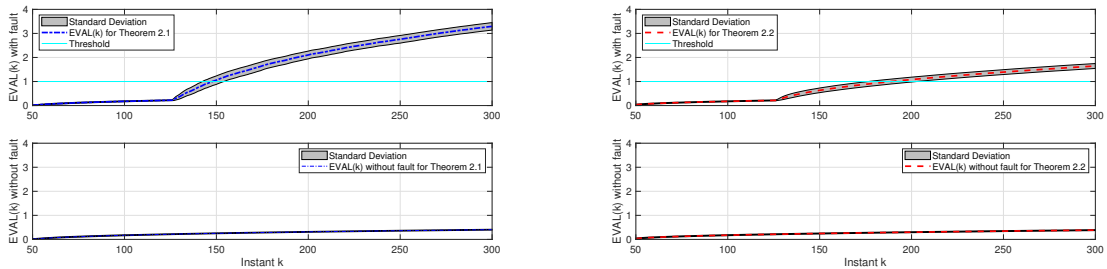 EVAL(k) with fault
4
3
2
1
0
Standard Deviation
EVAL(k) for Theorem 2.1
Threshold
50 100 150 200 250 300
EVAL(k) with fault
4
3
2
1
0
Standard Deviation
EVAL(k) for Theorem 2.2
Threshold
50 100 150 200 250 300
EVAL(k) without fault
4
3
2
1
0
Standard Deviation
EVAL(k) without fault for Theorem 2.1
50 100 150 200 250 300
Instant k
EVAL(k) without fault
4
3
2
1
0
Standard Deviation
EVAL(k) without fault for Theorem 2.2
50 100 150 200 250 300
Instant k